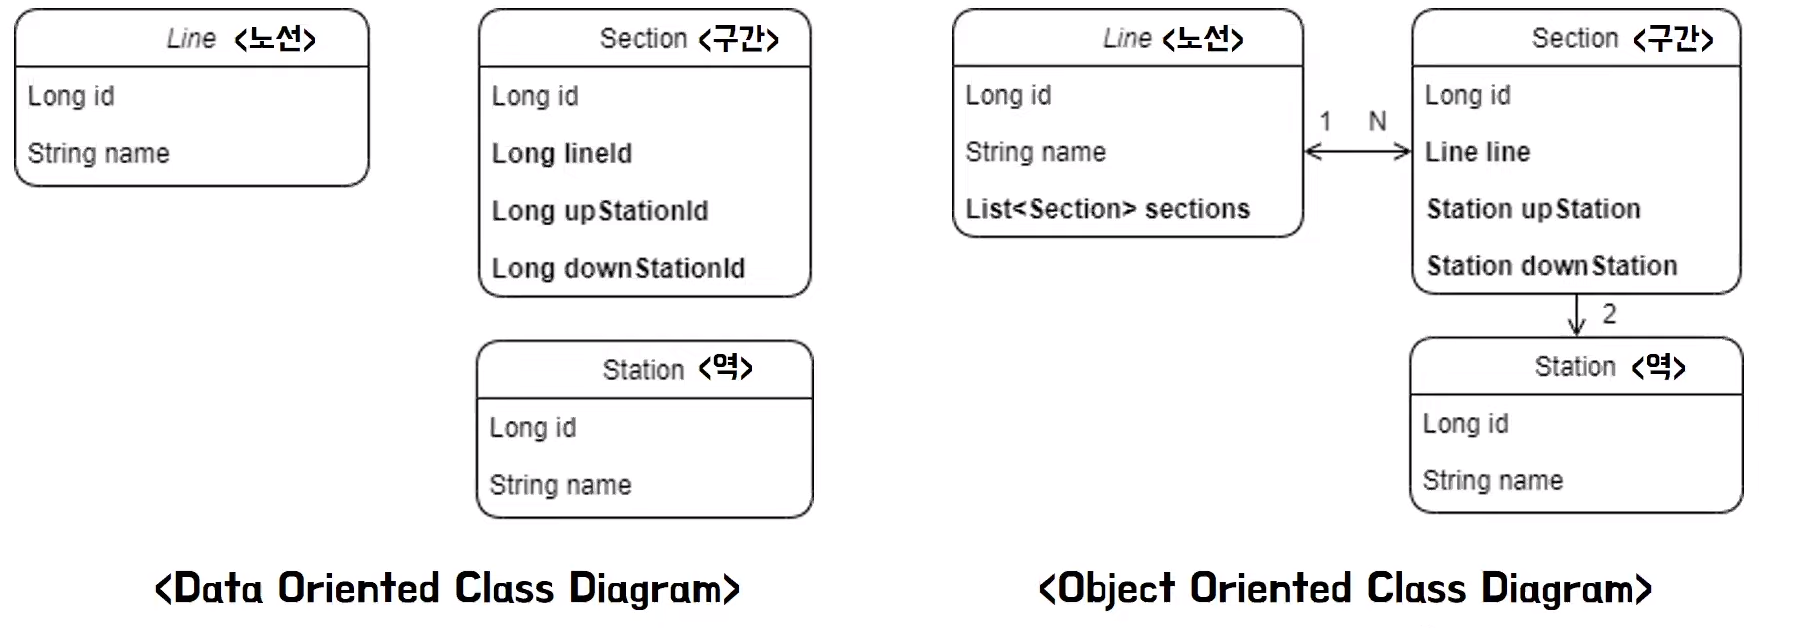 Line <노선>
Long id
String name
Section <구간>
Long id
Long lineId
Long upStationId
Long downStationId
Station <역>
Long id
String name
<Data Oriented Class Diagram>
Line <노선>
Long id
String name
List<Section> sections
1 N
Section <구간>
Long id
Line line
Station upStation
Station downStation
2
Station <역>
Long id
String name
<Object Oriented Class Diagram>